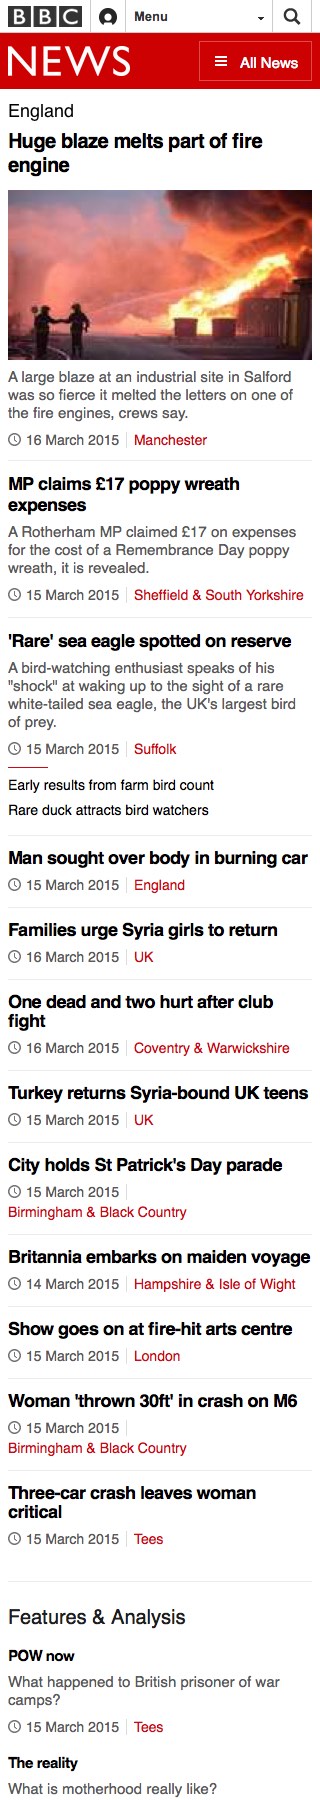 BBC Menu
NEWS All News
England
Huge blaze melts part of fire
engine
A large blaze at an industrial site in Salford
was so fierce it melted the letters on one of
the fire engines, crews say.
16 March 2015 Manchester
MP claims £17 poppy wreath
expenses
A Rotherham MP claimed £17 on expenses
for the cost of a Remembrance Day poppy
wreath, it is revealed.
15 March 2015 Sheffield & South Yorkshire
'Rare' sea eagle spotted on reserve
A bird-watching enthusiast speaks of his
"shock" at waking up to the sight of a rare
white-tailed sea eagle, the UK's largest bird
of prey.
15 March 2015 Suffolk
Early results from farm bird count
Rare duck attracts bird watchers
Man sought over body in burning car
15 March 2015 England
Families urge Syria girls to return
16 March 2015 UK
One dead and two hurt after club
fight
16 March 2015 Coventry & Warwickshire
Turkey returns Syria-bound UK teens
15 March 2015 UK
City holds St Patrick's Day parade
15 March 2015
Birmingham & Black Country
Britannia embarks on maiden voyage
14 March 2015 Hampshire & Isle of Wight
Show goes on at fire-hit arts centre
15 March 2015 London
Woman 'thrown 30ft' in crash on M6
15 March 2015
Birmingham & Black Country
Three-car crash leaves woman
critical
15 March 2015 Tees
Features & Analysis
POW now
What happened to British prisoner of war
camps?
15 March 2015 Tees
The reality
What is motherhood really like?